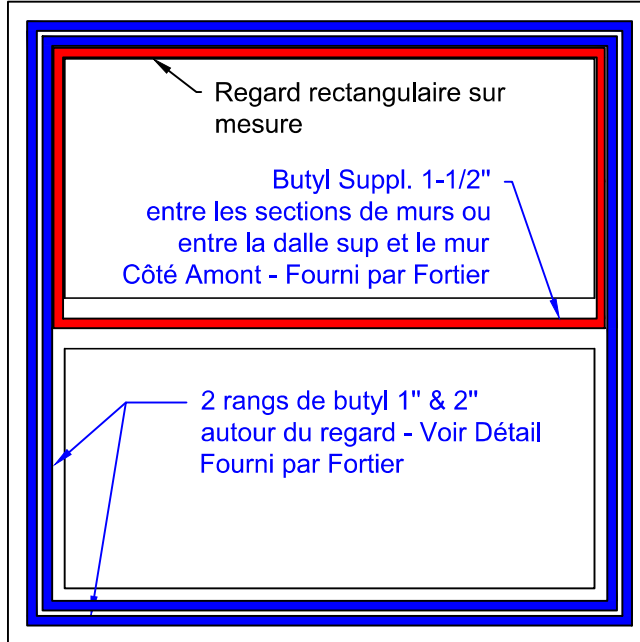 Regard rectangulaire sur
mesure
Butyl Suppl. 1-1/2"
entre les sections de murs ou
entre la dalle sup et le mur
Côté Amont - Fourni par Fortier
2 rangs de butyl 1" & 2"
autour du regard - Voir Détail
Fourni par Fortier